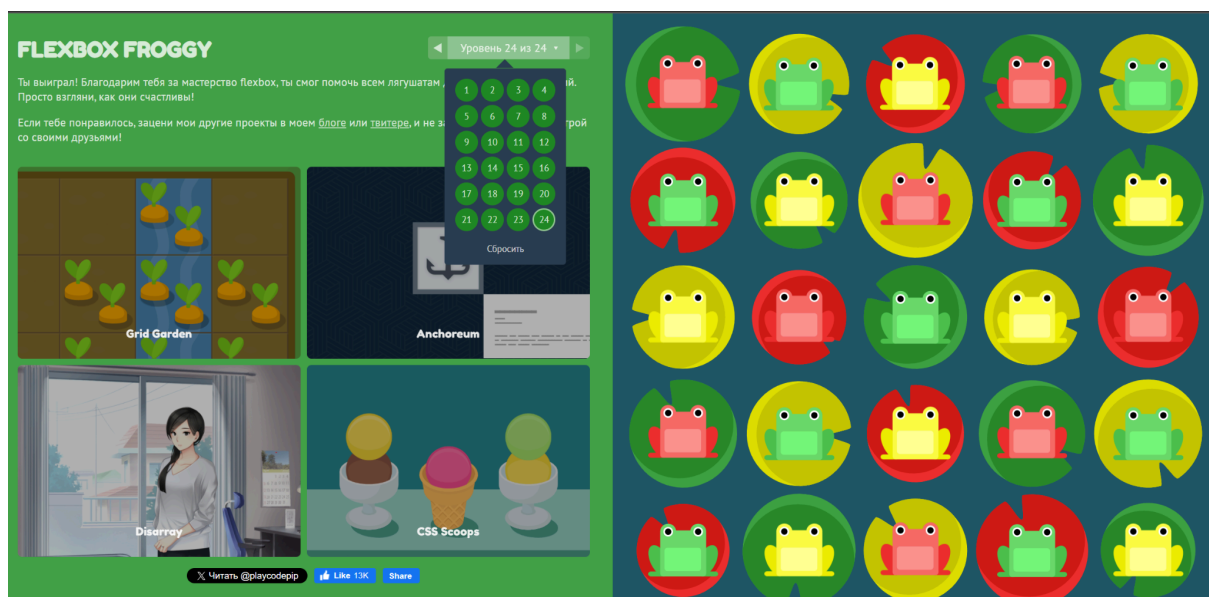 FLEXBOX FROGGY
◀ Уровень 24 из 24 ▾ ▶
Ты выиграл! Благодарим тебя за мастерство flexbox, ты смог помочь всем лягушатам
Просто взгляни, как они счастливы!
Если тебе понравилось, зацени мои другие проекты в моем блоге или твитере, и не
со своими друзьями!
1 2 3 4
5 6 7 8
9 10 11 12
13 14 15 16
17 18 19 20
21 22 23 24
Сбросить
Grid Garden
Anchoreum
Disarray
CSS Scoops
X Читать @playcodepip
Like 13K
Share